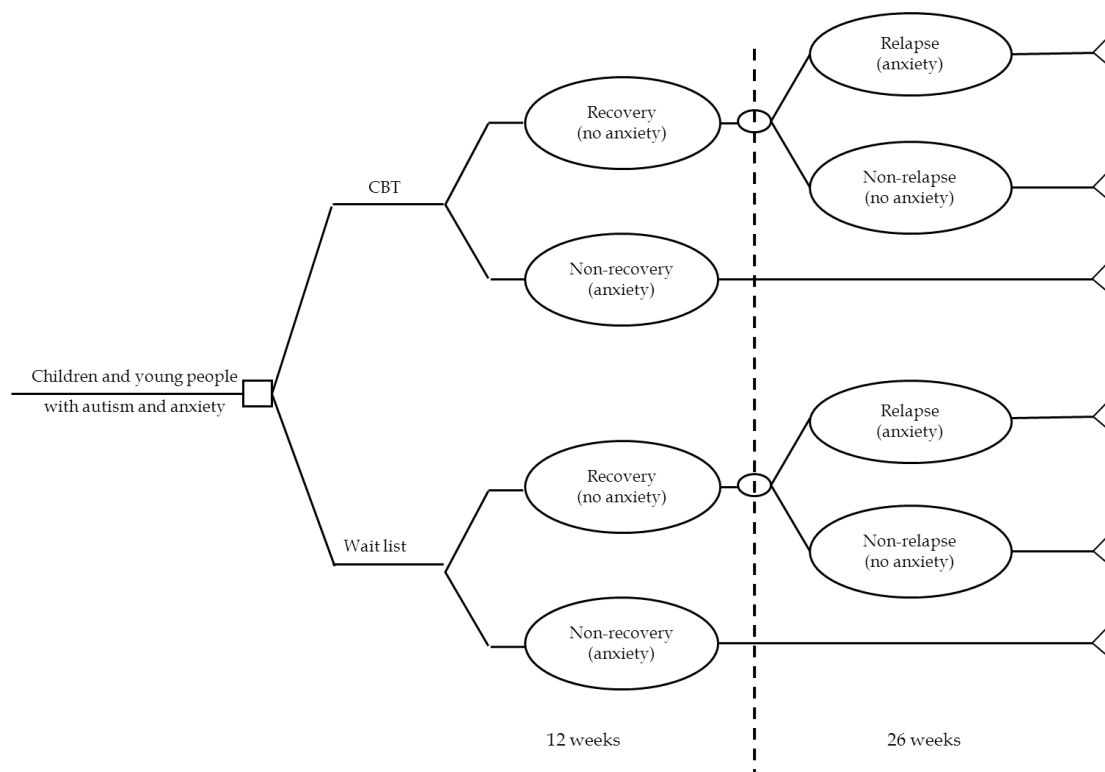 Relapse
(anxiety)
Recovery
(no anxiety)
Non-relapse
(no anxiety)
CBT
Non-recovery
(anxiety)
Children and young people
with autism and anxiety
Relapse
(anxiety)
Recovery
(no anxiety)
Non-relapse
(no anxiety)
Wait list
Non-recovery
(anxiety)
12 weeks
26 weeks